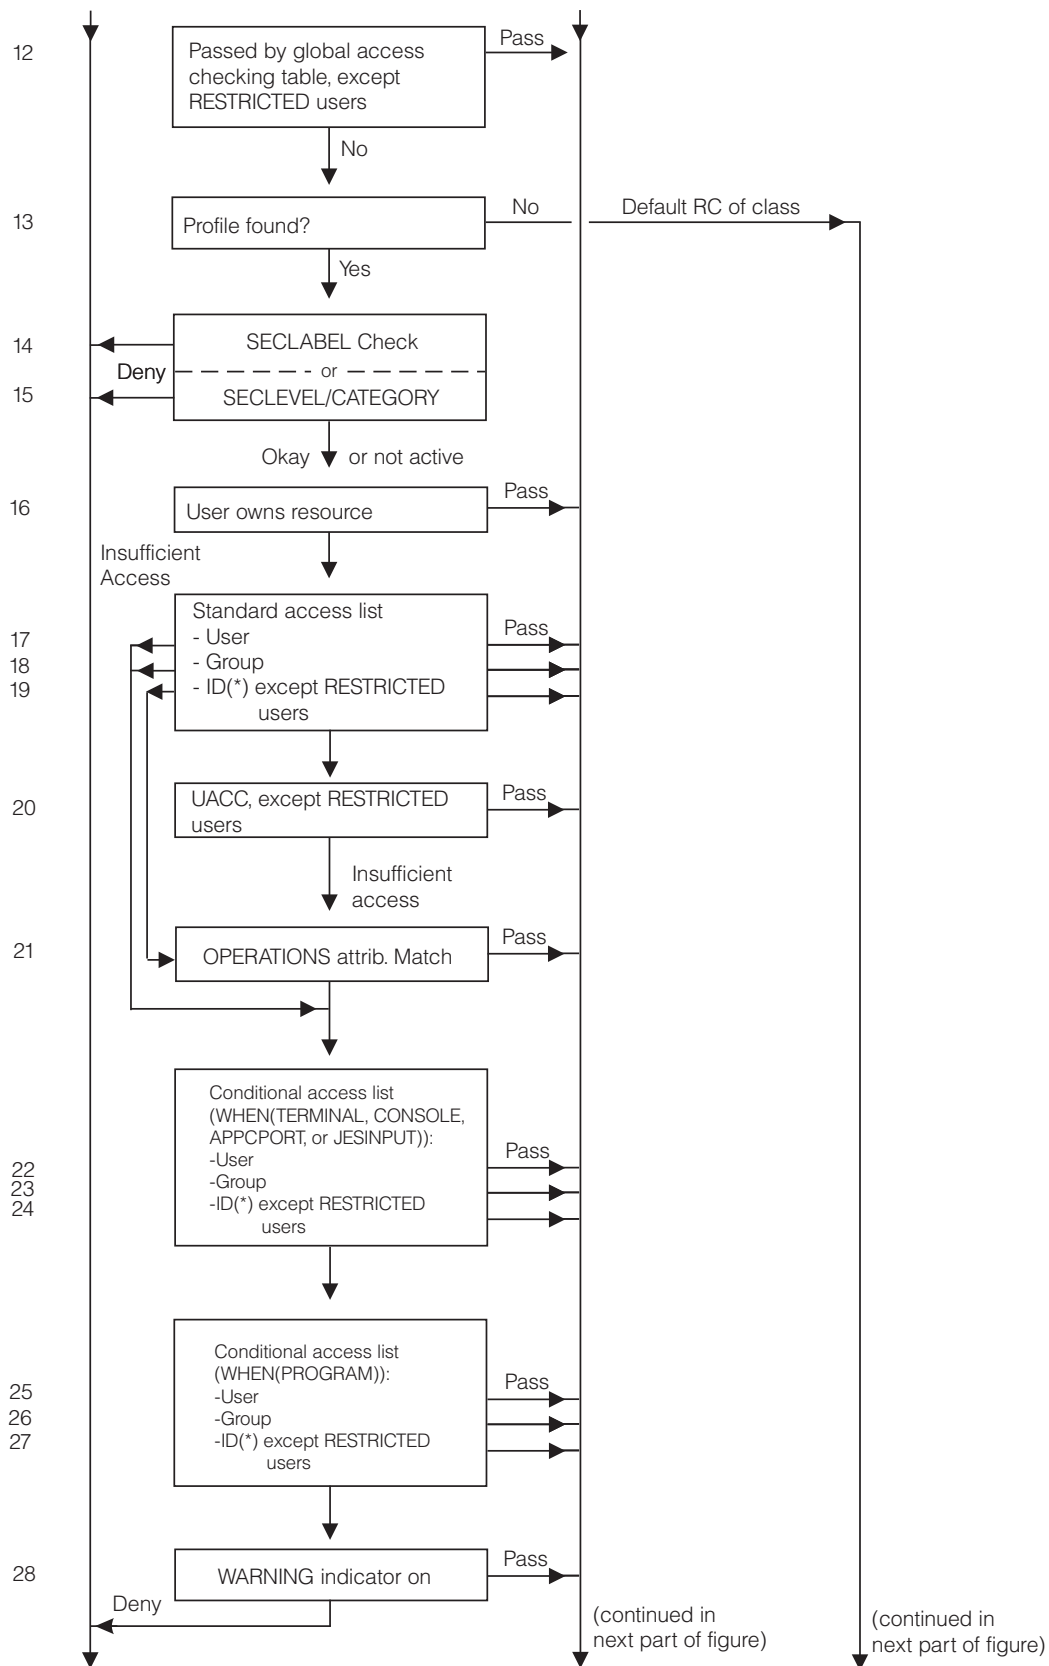 12
Passed by global access
checking table, except
RESTRICTED users
Pass
No
13
Profile found?
No
Default RC of class
Yes
14
SECLABEL Check
Deny
or
15
SECLEVEL/CATEGORY
Okay or not active
16
User owns resource
Pass
Insufficient
Access
Standard access list
17
- User
Pass
18
- Group
19
- ID(*) except RESTRICTED
users
20
UACC, except RESTRICTED
users
Pass
Insufficient
access
21
OPERATIONS attrib. Match
Pass
Conditional access list
(WHEN(TERMINAL, CONSOLE,
APPCPORT, or JESINPUT)):
-User
Pass
22
-Group
23
-ID(*) except RESTRICTED
24
users
Conditional access list
(WHEN(PROGRAM)):
25
-User
Pass
26
-Group
27
-ID(*) except RESTRICTED
users
28
WARNING indicator on
Pass
Deny
(continued in
next part of figure)
(continued in
next part of figure)